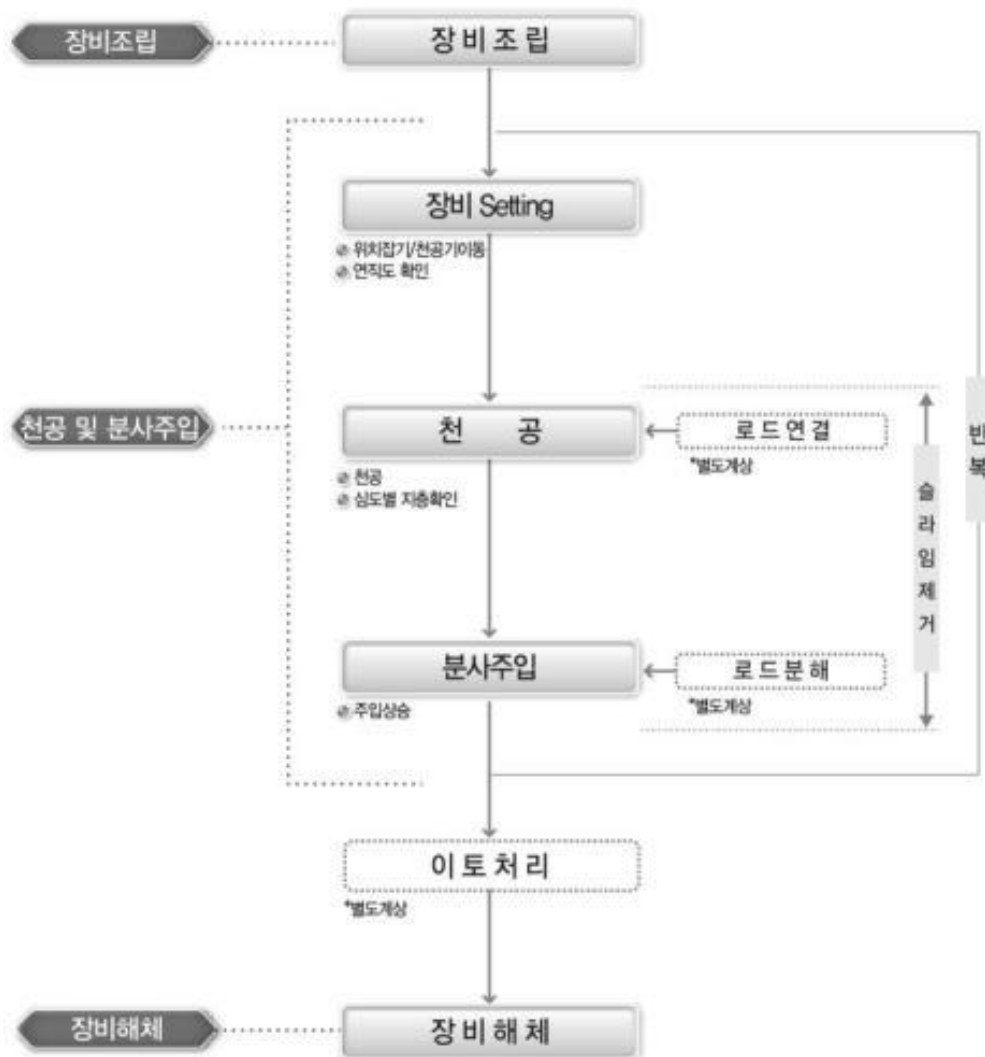 장비조립
장 비 조 립
장비 Setting
위치잡기/천공기이동
연직도 확인
천공 및 분사주입
천 공
로 드 연 결
*별도계상
천공
심도별 지층확인
반복
슬라임제거
분사주입
로 드 분 해
*별도계상
주입상승
이 토 처 리
*별도계상
장비해체
장 비 해 체